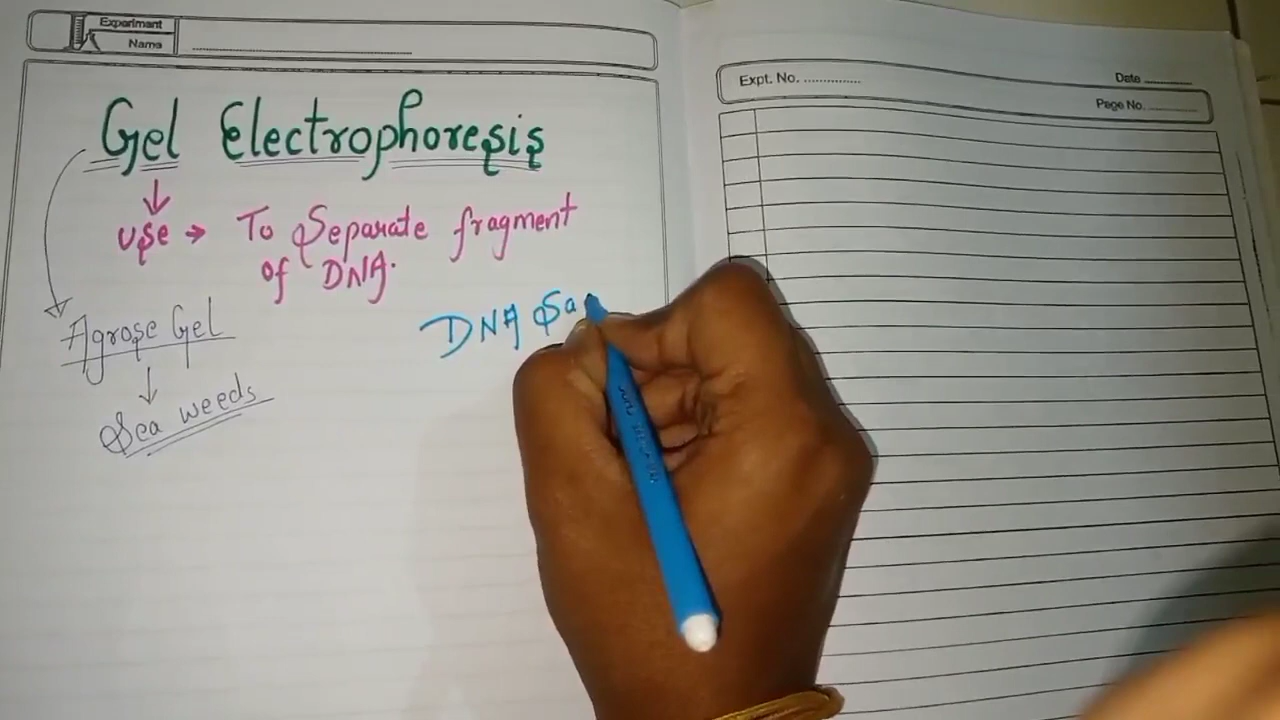 Experiment
Name
Gel Electrophoresis
Use → To Separate fragment
of DNA.
Agrose Gel
↓
Sea weeds
DNA Sa
Expt. No. ..............
Date ............
Page No. ............